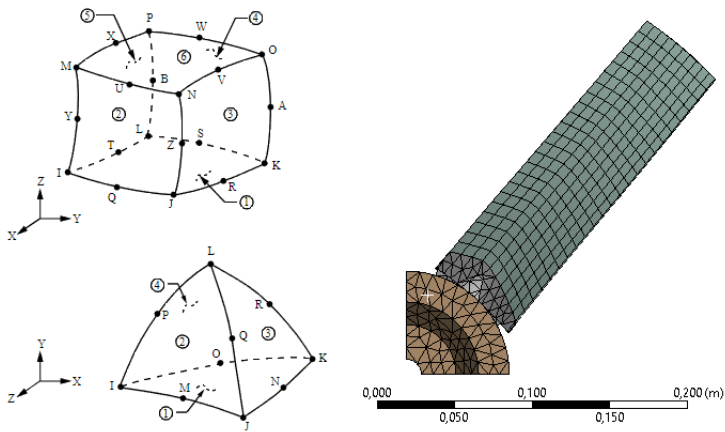 P
W
⑤
④
X
O
M
⑥
B
V
U
N
②
③
A
Y
L
S
Z
T
K
I
R
Q
J
①
Z
Y
X
L
④
R
P
②
Q
③
O
K
I
M
N
①
J
Y
X
Z
0,000 0,100 0,200 (m)
0,050 0,150